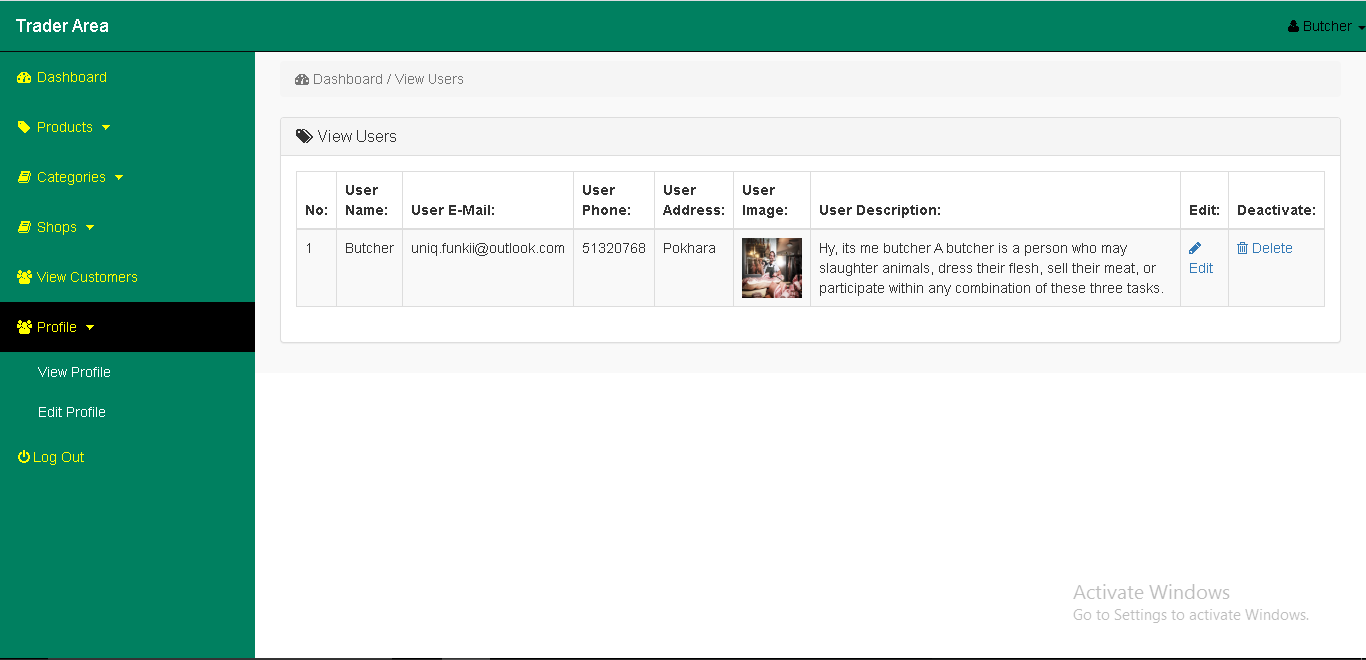 Trader Area
Butcher
Dashboard
Products
Categories
Shops
View Customers
Profile
View Profile
Edit Profile
Log Out
Dashboard / View Users
View Users
No:
User
Name:
User E-Mail:
User
Phone:
User
Address:
User
Image:
User Description:
Edit:
Deactivate:
1
Butcher
uniq.funkii@outlook.com
51320768
Pokhara
Hy, its me butcher A butcher is a person who may
slaughter animals, dress their flesh, sell their meat, or
participate within any combination of these three tasks.
Edit
Delete
Activate Windows
Go to Settings to activate Windows.